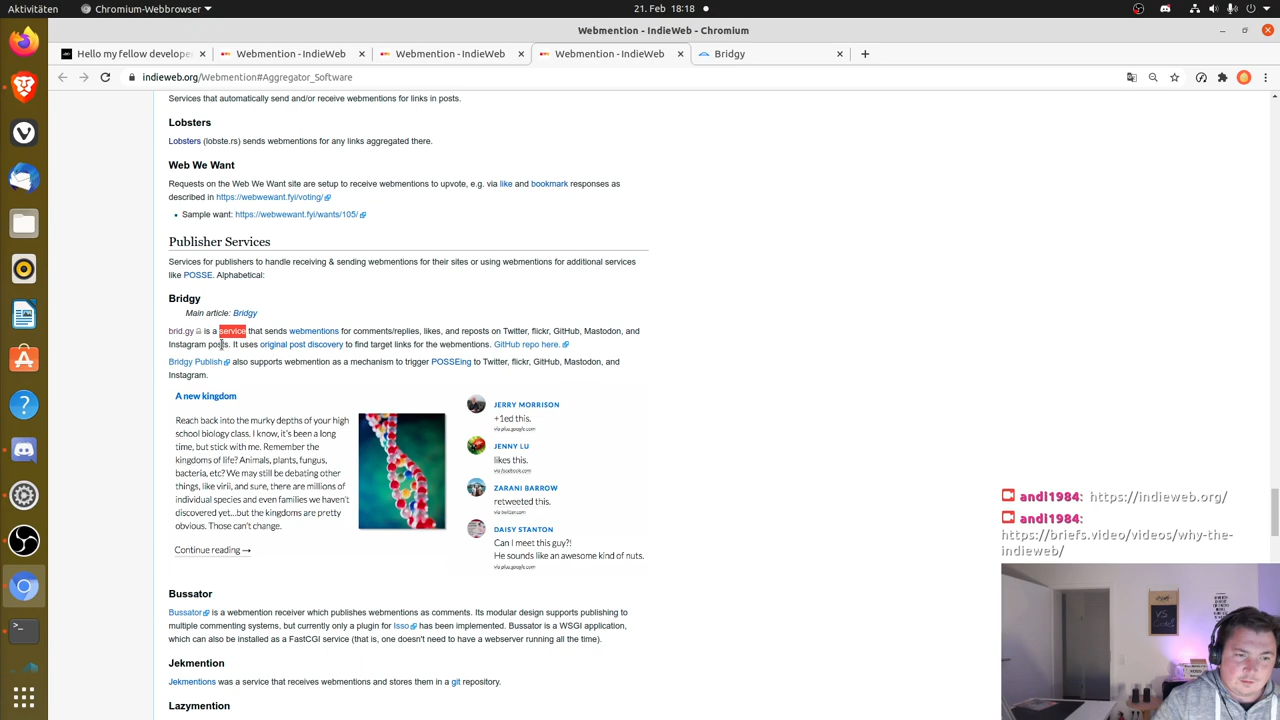 Aktivitäten
Chromium
21. Feb 18:18
Webmention - IndieWeb - Chromium
Hello my fellow develope
Webmention - IndieWeb
Webmention - IndieWeb
Webmention - IndieWeb
Bridgy
indieweb.org/Webmention#Aggregator_Software
Services that automatically send and/or receive webmentions for links in posts.
Lobsters
Lobsters (lobste.rs) sends webmentions for any links aggregated there.
Web We Want
Requests on the Web We Want site are setup to receive webmentions to upvote, e.g. via like and bookmark responses as
described in https://webwewant.fyi/voting/
Sample want: https://webwewant.fyi/wants/105/
Publisher Services
Services for publishers to handle receiving & sending webmentions for their sites or using webmentions for additional services
like POSSE. Alphabetical:
Bridgy
Main article: Bridgy
brid.gy is a service that sends webmentions for comments/replies, likes, and reposts on Twitter, flickr, GitHub, Mastodon, and
Instagram posts. It uses original post discovery to find target links for the webmentions. GitHub repo here.
Bridgy Publish also supports webmention as a mechanism to trigger POSSEing to Twitter, flickr, GitHub, Mastodon, and
Instagram.
A new kingdom
Reach back into the murky depths of your high
school biology class. I know, it's been a long
time, but stick with me. Remember the
kingdoms of life? Animals, plants, fungus,
bacteria, etc? We may still be debating other
things, like virii, and sure, there are millions of
individual species and even families we haven't
discovered yet...but the kingdoms are pretty
obvious. Those can't change.
Continue reading →
JERRY MORRISON
+1ed this.
via plus.google.com
JENNY LU
likes this.
via facebook.com
ZARANI BARROW
retweeted this.
via twitter.com
DAISY STANTON
Can I meet this guy?!
He sounds like an awesome kind of nuts.
via plus.google.com
Bussator
Bussator is a webmention receiver which publishes webmentions as comments. Its modular design supports publishing to
multiple commenting systems, but currently only a plugin for Isso has been implemented. Bussator is a WSGI application,
which can also be installed as a FastCGI service (that is, one doesn't need to have a webserver running all the time).
Jekmention
Jekmentions was a service that receives webmentions and stores them in a git repository.
Lazymention
andi1984: https://indieweb.org/
andi1984:
https://briefs.video/videos/why-the-
indieweb/